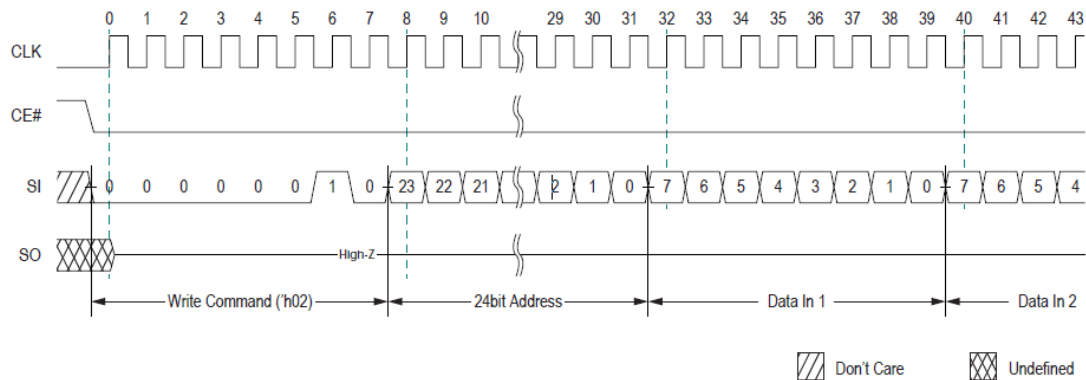 0 1 2 3 4 5 6 7 8 9 10 29 30 31 32 33 34 35 36 37 38 39 40 41 42 43
CLK
CE#
SI 0 0 0 0 0 0 1 0 23 22 21 2 1 0 7 6 5 4 3 2 1 0 7 6 5 4
SO High-Z
Write Command ('h02) 24bit Address Data In 1 Data In 2
Don't Care Undefined